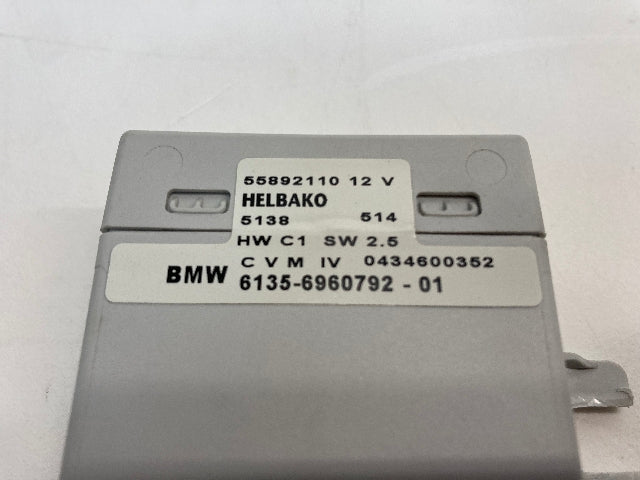 55892110 12 V
HELBAKO
5138 514
HW C1 SW 2.5
C V M IV 0434600352
BMW 6135-6960792 - 01